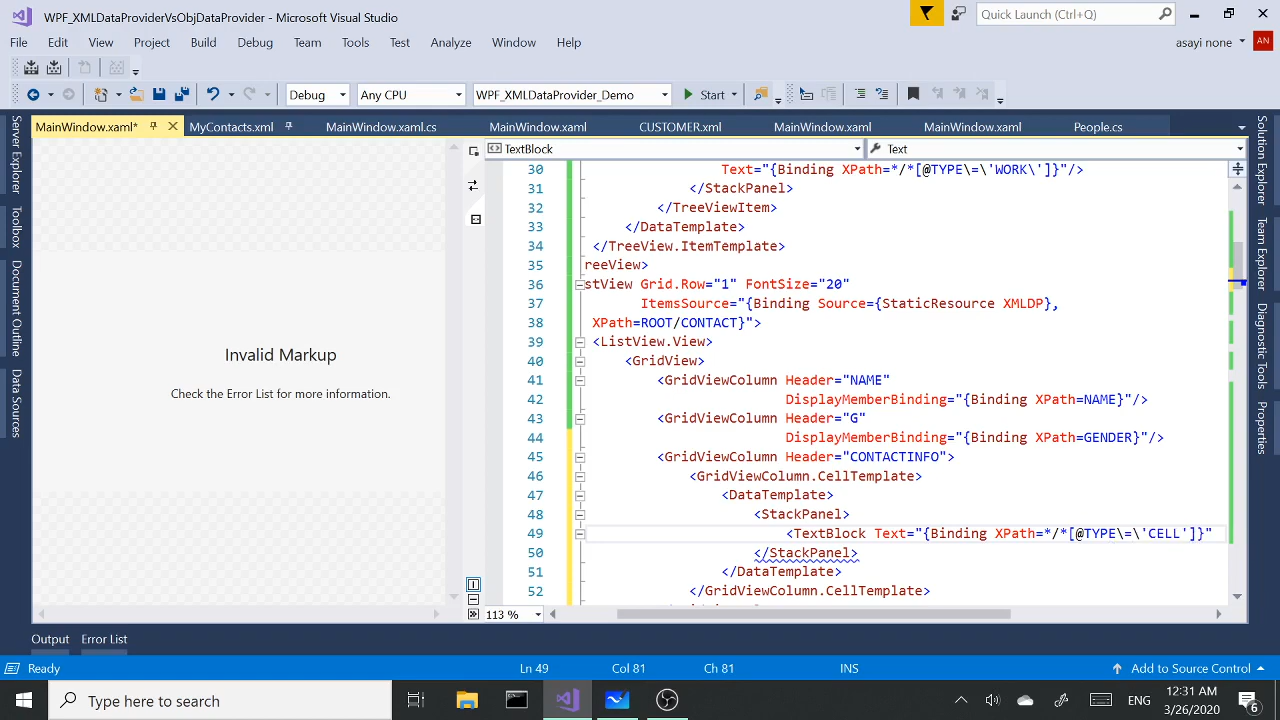 WPF_XMLDataProviderVsObjDataProvider - Microsoft Visual Studio
Quick Launch (Ctrl+Q)
File Edit View Project Build Debug Team Tools Test Analyze Window Help
asayi none AN
Debug Any CPU WPF_XMLDataProvider_Demo Start
MainWindow.xaml* MyContacts.xml MainWindow.xaml.cs MainWindow.xaml CUSTOMER.xml MainWindow.xaml MainWindow.xaml People.cs
Server Explorer
Toolbox
Document Outline
Data Sources
Invalid Markup
Check the Error List for more information.
TextBlock Text
30 Text="{Binding XPath=*/*[@TYPE\=\'WORK\']}"/>
31 </StackPanel>
32 </TreeViewItem>
33 </DataTemplate>
34 </TreeView.ItemTemplate>
35 reeView>
36 stView Grid.Row="1" FontSize="20"
37 ItemsSource="{Binding Source={StaticResource XMLDP},
38 XPath=ROOT/CONTACT}">
39 <ListView.View>
40 <GridView>
41 <GridViewColumn Header="NAME"
42 DisplayMemberBinding="{Binding XPath=NAME}"/>
43 <GridViewColumn Header="G"
44 DisplayMemberBinding="{Binding XPath=GENDER}"/>
45 <GridViewColumn Header="CONTACTINFO">
46 <GridViewColumn.CellTemplate>
47 <DataTemplate>
48 <StackPanel>
49 <TextBlock Text="{Binding XPath=*/*[@TYPE\=\'CELL']}"
50 </StackPanel>
51 </DataTemplate>
52 </GridViewColumn.CellTemplate>
113 %
Solution Explorer
Team Explorer
Diagnostic Tools
Properties
Output Error List
Ready Ln 49 Col 81 Ch 81 INS Add to Source Control
Type here to search
ENG
12:31 AM
3/26/2020
6